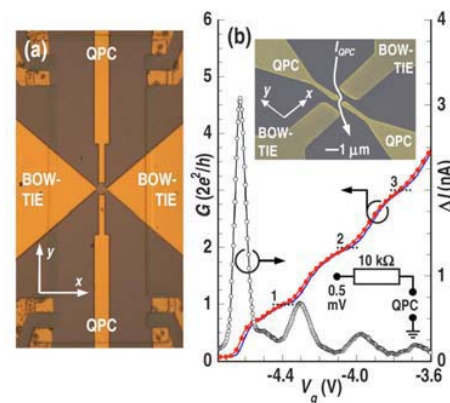 (a)
QPC
BOW-
TIE
BOW-
TIE
y
x
QPC
(b)
6
5
4
3
2
1
0
G (2e²/h)
I_QPC
QPC
BOW-
TIE
y
x
BOW-
TIE
QPC
1 μm
3
2
1
10 kΩ
0.5
mV
QPC
4
3
2
1
0
ΔI (nA)
-4.4
-4.0
-3.6
V_g (V)